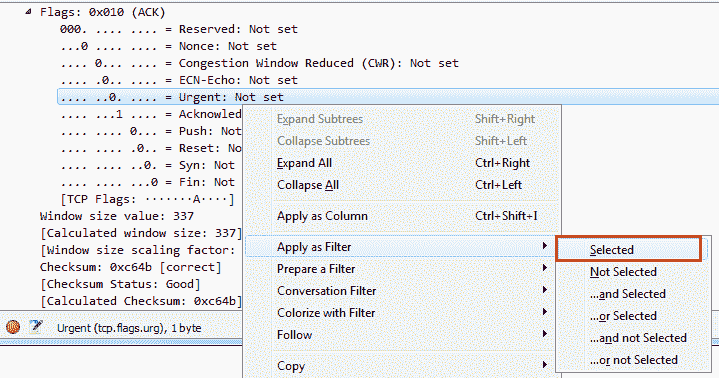 Flags: 0x010 (ACK)
000. .... .... = Reserved: Not set
...0 .... .... = Nonce: Not set
.... 0... .... = Congestion Window Reduced (CWR): Not set
.... .0.. .... = ECN-Echo: Not set
.... ..0. .... = Urgent: Not set
.... ...1 .... = Acknowled
.... .... 0... = Push: Not
.... .... .0.. = Reset: No
.... .... ..0. = Syn: Not
.... .... ...0 = Fin: Not
[TCP Flags: ·······A····]
Window size value: 337
[Calculated window size: 337]
[Window size scaling factor:
Checksum: 0xc64b [correct]
[Checksum Status: Good]
[Calculated Checksum: 0xc64b]
Urgent (tcp.flags.urg), 1 byte
Expand Subtrees Shift+Right
Collapse Subtrees Shift+Left
Expand All Ctrl+Right
Collapse All Ctrl+Left
Apply as Column Ctrl+Shift+I
Apply as Filter
Prepare a Filter
Conversation Filter
Colorize with Filter
Follow
Copy
Selected
Not Selected
...and Selected
...or Selected
...and not Selected
...or not Selected